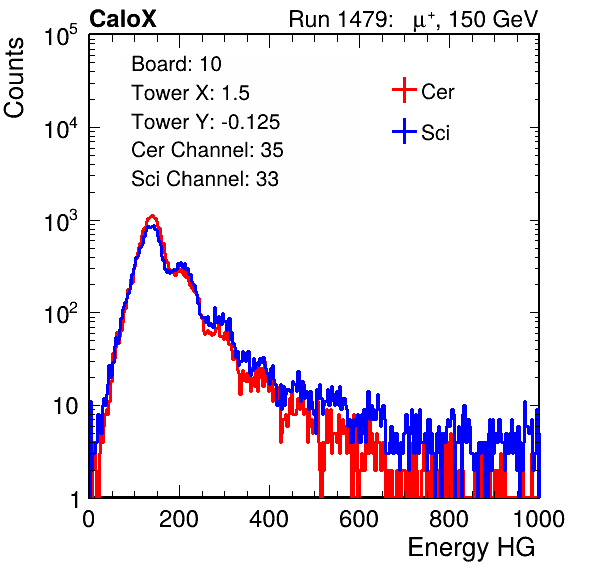 CaloX Run 1479: μ⁺, 150 GeV
Counts
Board: 10
Tower X: 1.5
Tower Y: -0.125
Cer Channel: 35
Sci Channel: 33
Cer
Sci
10⁵
10⁴
10³
10²
10
1
0 200 400 600 800 1000
Energy HG